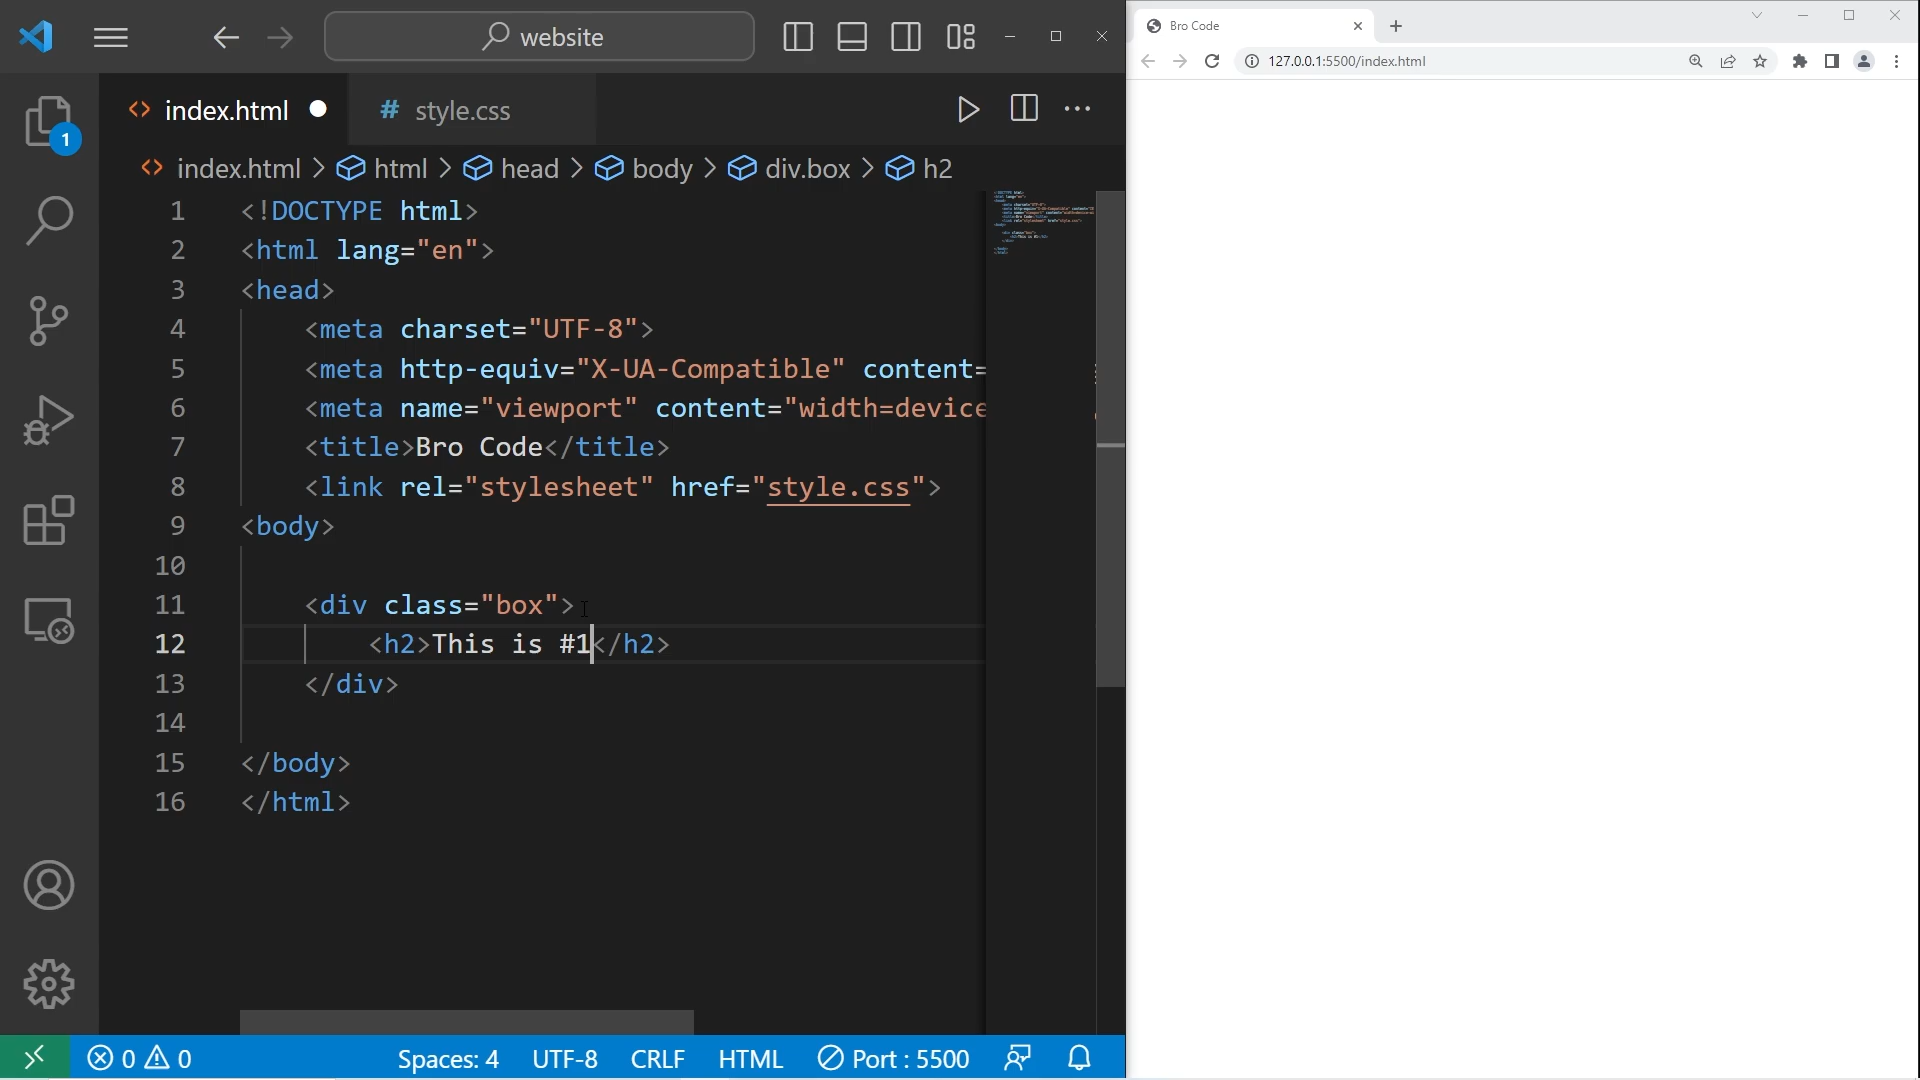 website
Bro Code
127.0.0.1:5500/index.html
index.html
# style.css
1
index.html > html > head > body > div.box > h2
1 <!DOCTYPE html>
2 <html lang="en">
3 <head>
4 <meta charset="UTF-8">
5 <meta http-equiv="X-UA-Compatible" content=
6 <meta name="viewport" content="width=device
7 <title>Bro Code</title>
8 <link rel="stylesheet" href="style.css">
9 <body>
10
11 <div class="box">
12 <h2>This is #1</h2>
13 </div>
14
15 </body>
16 </html>
0 0 Spaces: 4 UTF-8 CRLF HTML Port : 5500